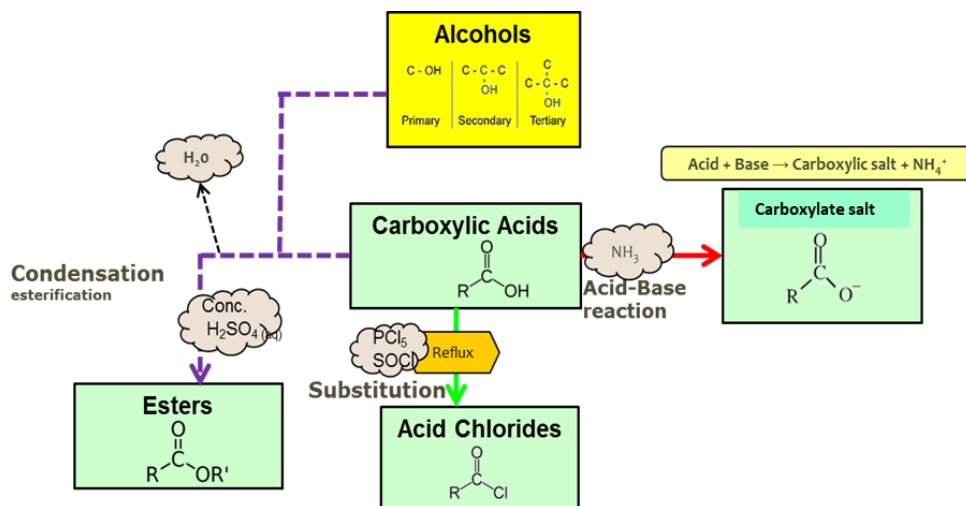 Alcohols
C - OH
C - C - C
OH
C
C-C-C
OH
Primary
Secondary
Tertiary
H₂0
Acid + Base → Carboxylic salt + NH₄⁺
Carboxylate salt
O
R
O⁻
Carboxylic Acids
O
R
OH
NH₃
Acid-Base
reaction
Condensation
esterification
Conc.
H₂SO₄ (aq)
PCl₅
SOCl
Reflux
Substitution
Esters
O
R
OR'
Acid Chlorides
O
R
Cl